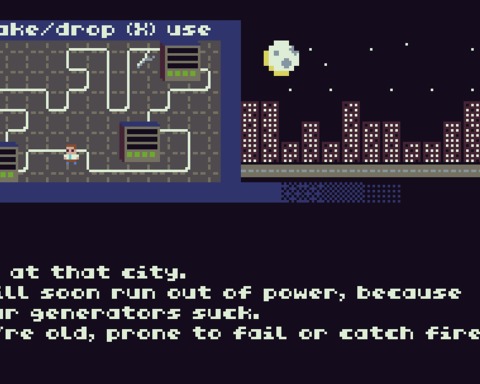 ake/drop (X) use
at that city.
ill soon run out of power, because
ur generators suck.
're old, prone to fail or catch fire